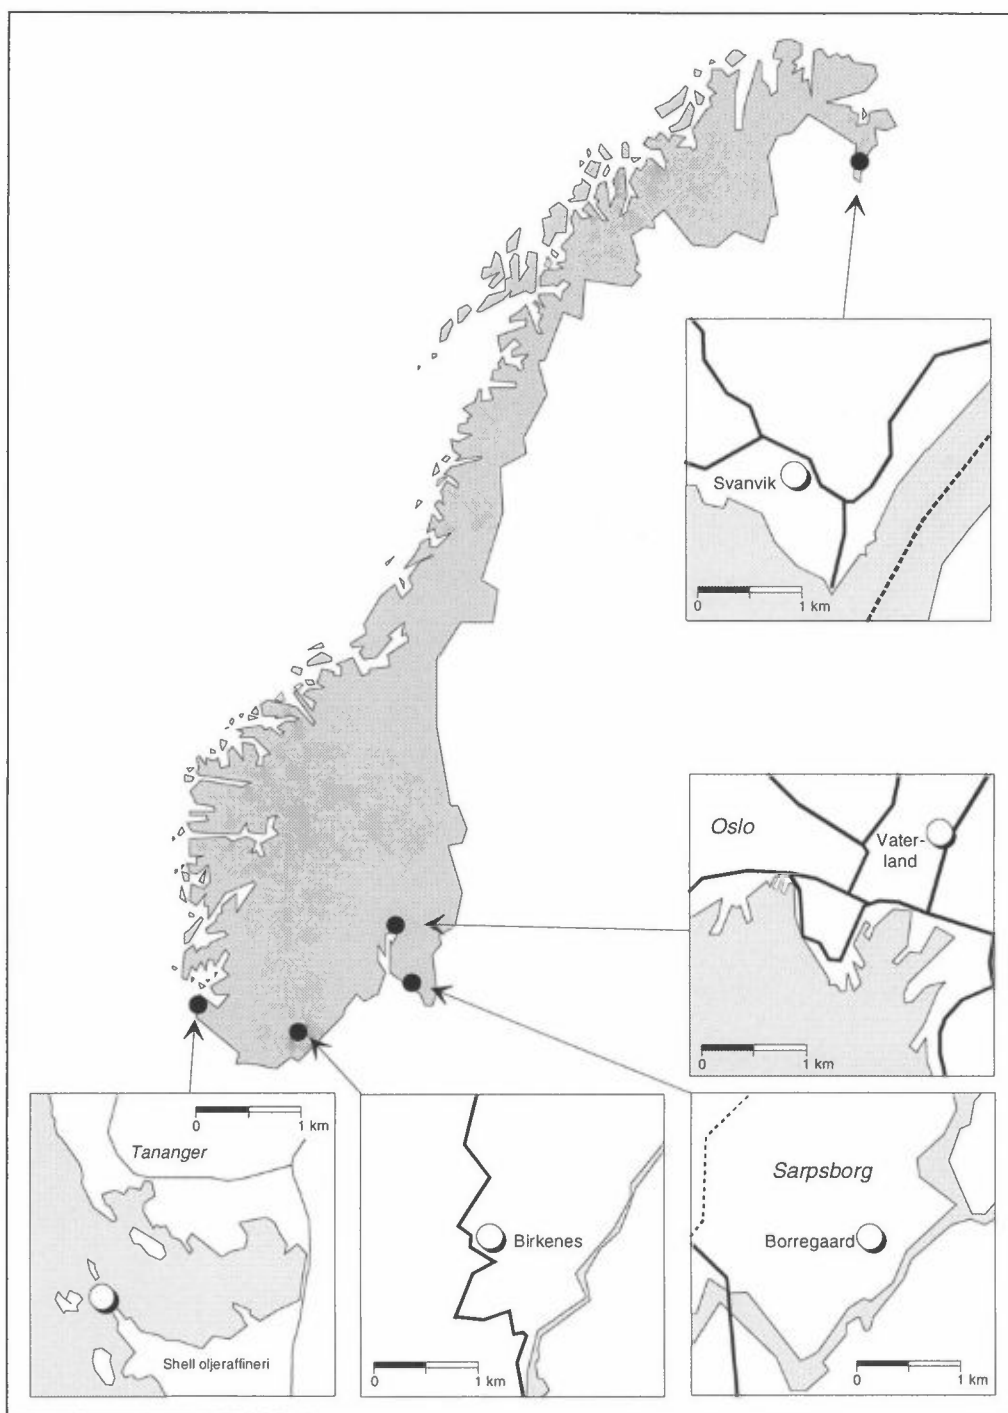 Svanvik
0 1 km
Oslo
Vater-
land
0 1 km
0 1 km
Tananger
Shell oljeraffineri
Birkenes
0 1 km
Sarpsborg
Borregaard
0 1 km